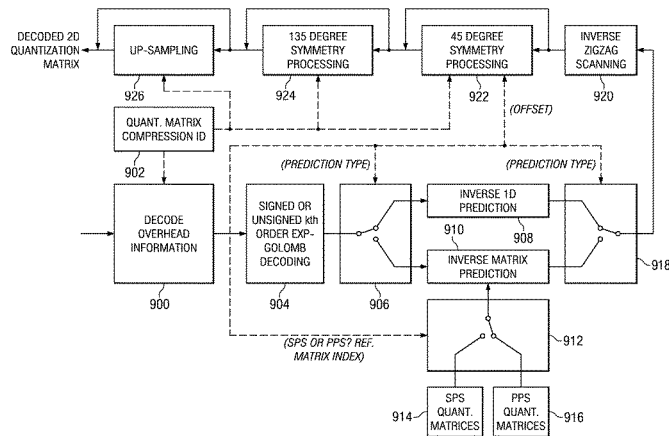 DECODED 2D
QUANTIZATION
MATRIX
UP-SAMPLING
926
135 DEGREE
SYMMETRY
PROCESSING
924
45 DEGREE
SYMMETRY
PROCESSING
922
INVERSE
ZIGZAG
SCANNING
920
QUANT. MATRIX
COMPRESSION ID
902
(OFFSET)
(PREDICTION TYPE)
(PREDICTION TYPE)
DECODE
OVERHEAD
INFORMATION
900
SIGNED OR
UNSIGNED kth
ORDER EXP-
GOLOMB
DECODING
904
906
INVERSE 1D
PREDICTION
908
910
INVERSE MATRIX
PREDICTION
918
(SPS OR PPS? REF.
MATRIX INDEX)
912
914
SPS
QUANT.
MATRICES
PPS
QUANT.
MATRICES
916